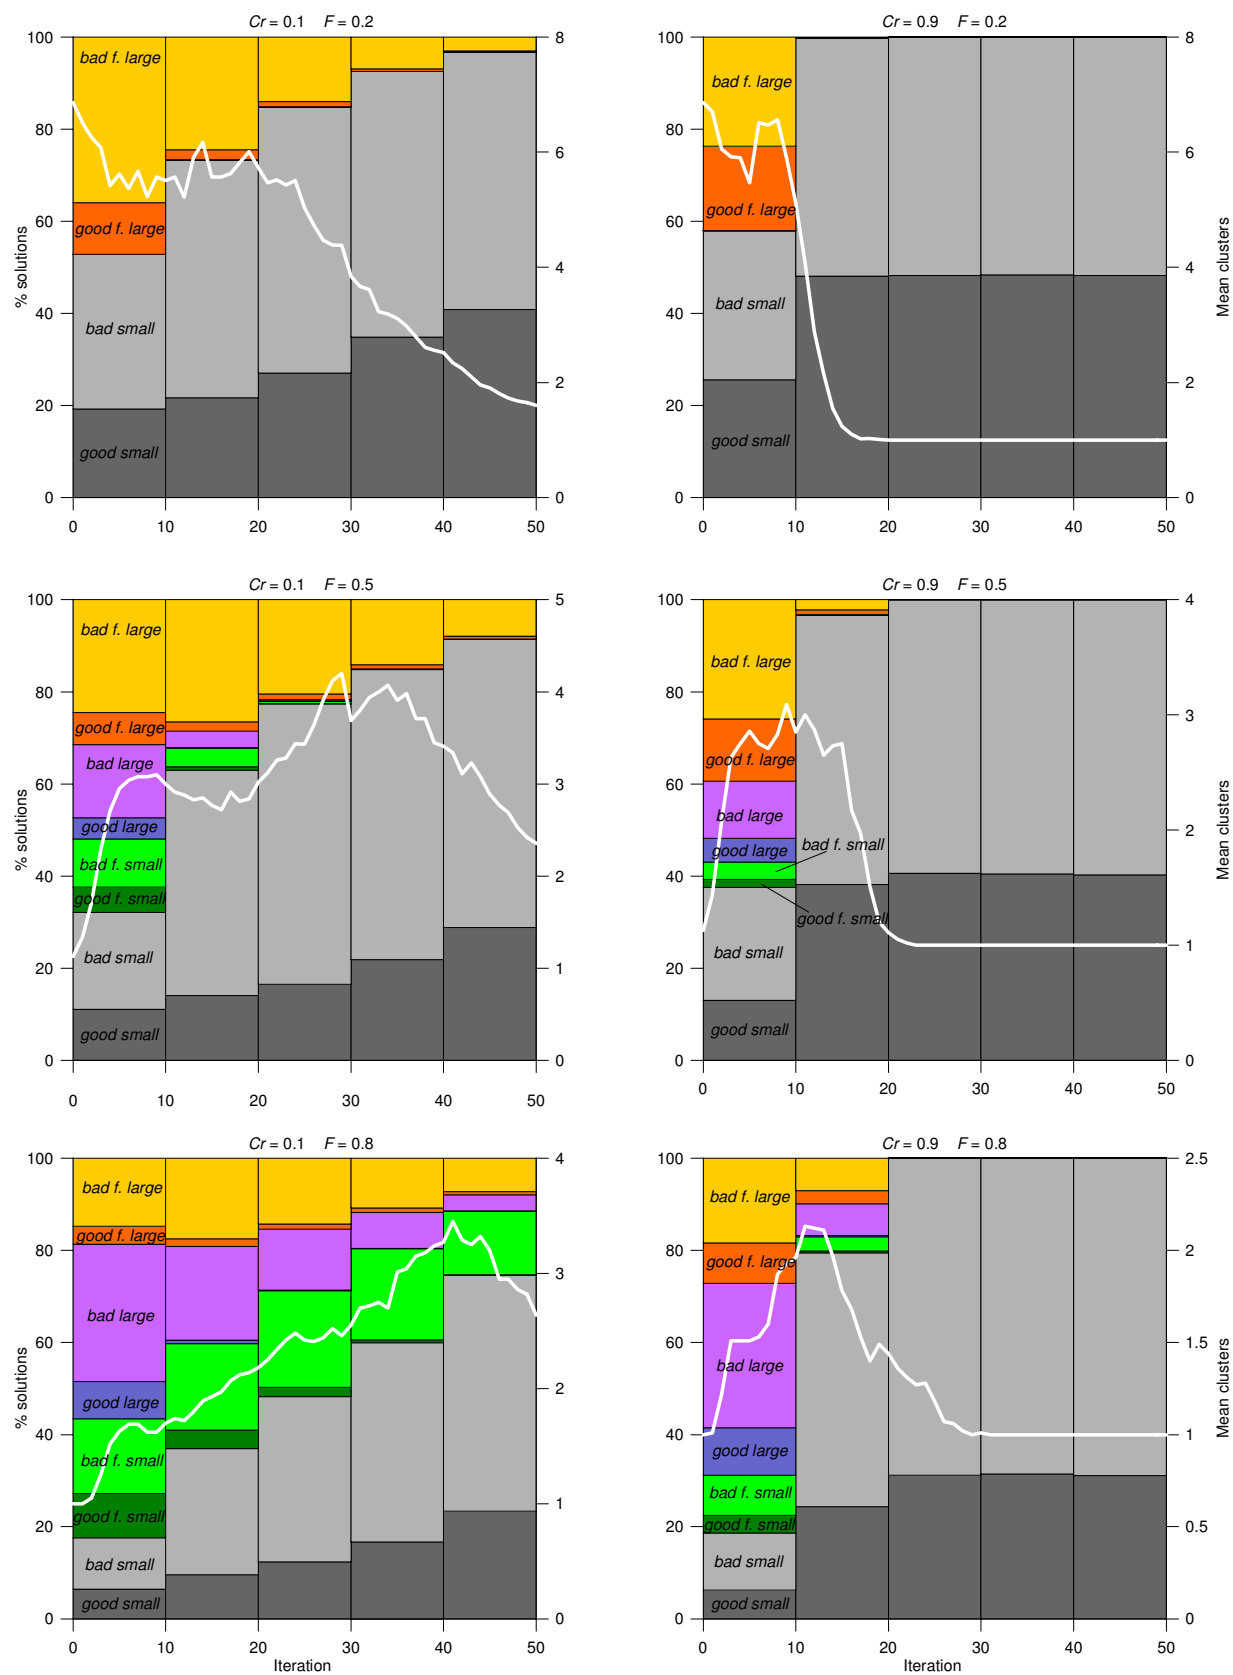 Cr = 0.1 F = 0.2
100
80
60
40
20
0
% solutions
bad f. large
good f. large
bad small
good small
8
6
4
2
0
0 10 20 30 40 50
Cr = 0.9 F = 0.2
100
80
60
40
20
0
bad f. large
good f. large
bad small
good small
8
6
4
2
0
Mean clusters
0 10 20 30 40 50
Cr = 0.1 F = 0.5
100
80
60
40
20
0
% solutions
bad f. large
good f. large
bad large
good large
bad f. small
good f. small
bad small
good small
5
4
3
2
1
0
0 10 20 30 40 50
Cr = 0.9 F = 0.5
100
80
60
40
20
0
bad f. large
good f. large
bad large
good large
bad f. small
good f. small
bad small
good small
4
3
2
1
0
Mean clusters
0 10 20 30 40 50
Cr = 0.1 F = 0.8
100
80
60
40
20
0
% solutions
bad f. large
good f. large
bad large
good large
bad f. small
good f. small
bad small
good small
4
3
2
1
0
0 10 20 30 40 50
Iteration
Cr = 0.9 F = 0.8
100
80
60
40
20
0
bad f. large
good f. large
bad large
good large
bad f. small
good f. small
bad small
good small
2.5
2
1.5
1
0.5
0
Mean clusters
0 10 20 30 40 50
Iteration